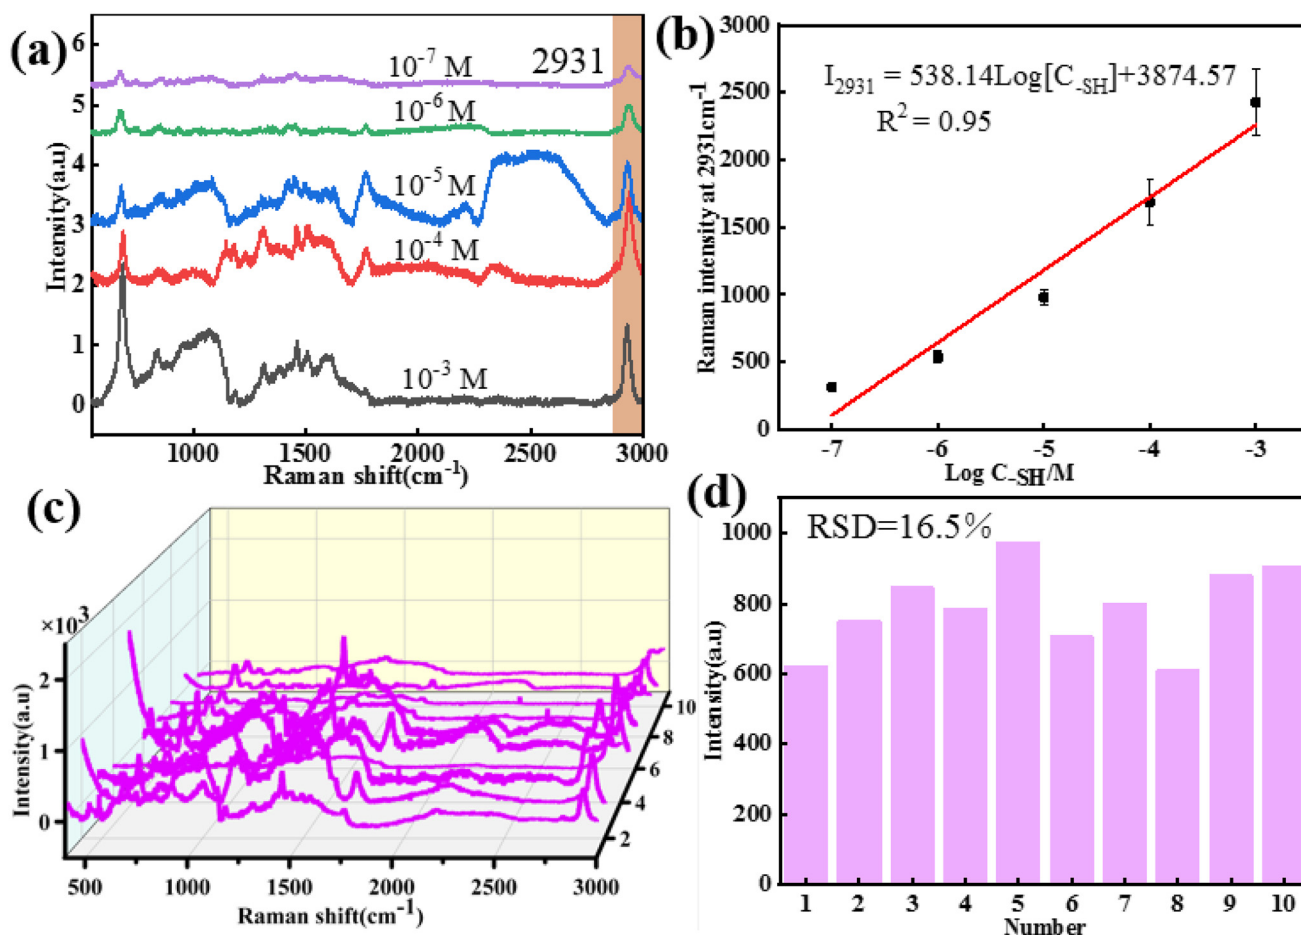 (a)
6
5
4
3
2
1
0
Intensity(a.u)
10-7 M
2931
10-6 M
10-5 M
10-4 M
10-3 M
1000 1500 2000 2500 3000
Raman shift(cm-1)
(b)
3000
2500
2000
1500
1000
500
0
Raman intensity at 2931cm-1
I2931 = 538.14Log[C-SH]+3874.57
R2 = 0.95
-7 -6 -5 -4 -3
Log C-SH/M
(c)
×103
2
1
0
Intensity(a.u)
10
8
6
4
2
500 1000 1500 2000 2500 3000
Raman shift(cm-1)
(d)
RSD=16.5%
1000
800
600
400
200
0
Intensity(a.u)
1 2 3 4 5 6 7 8 9 10
Number